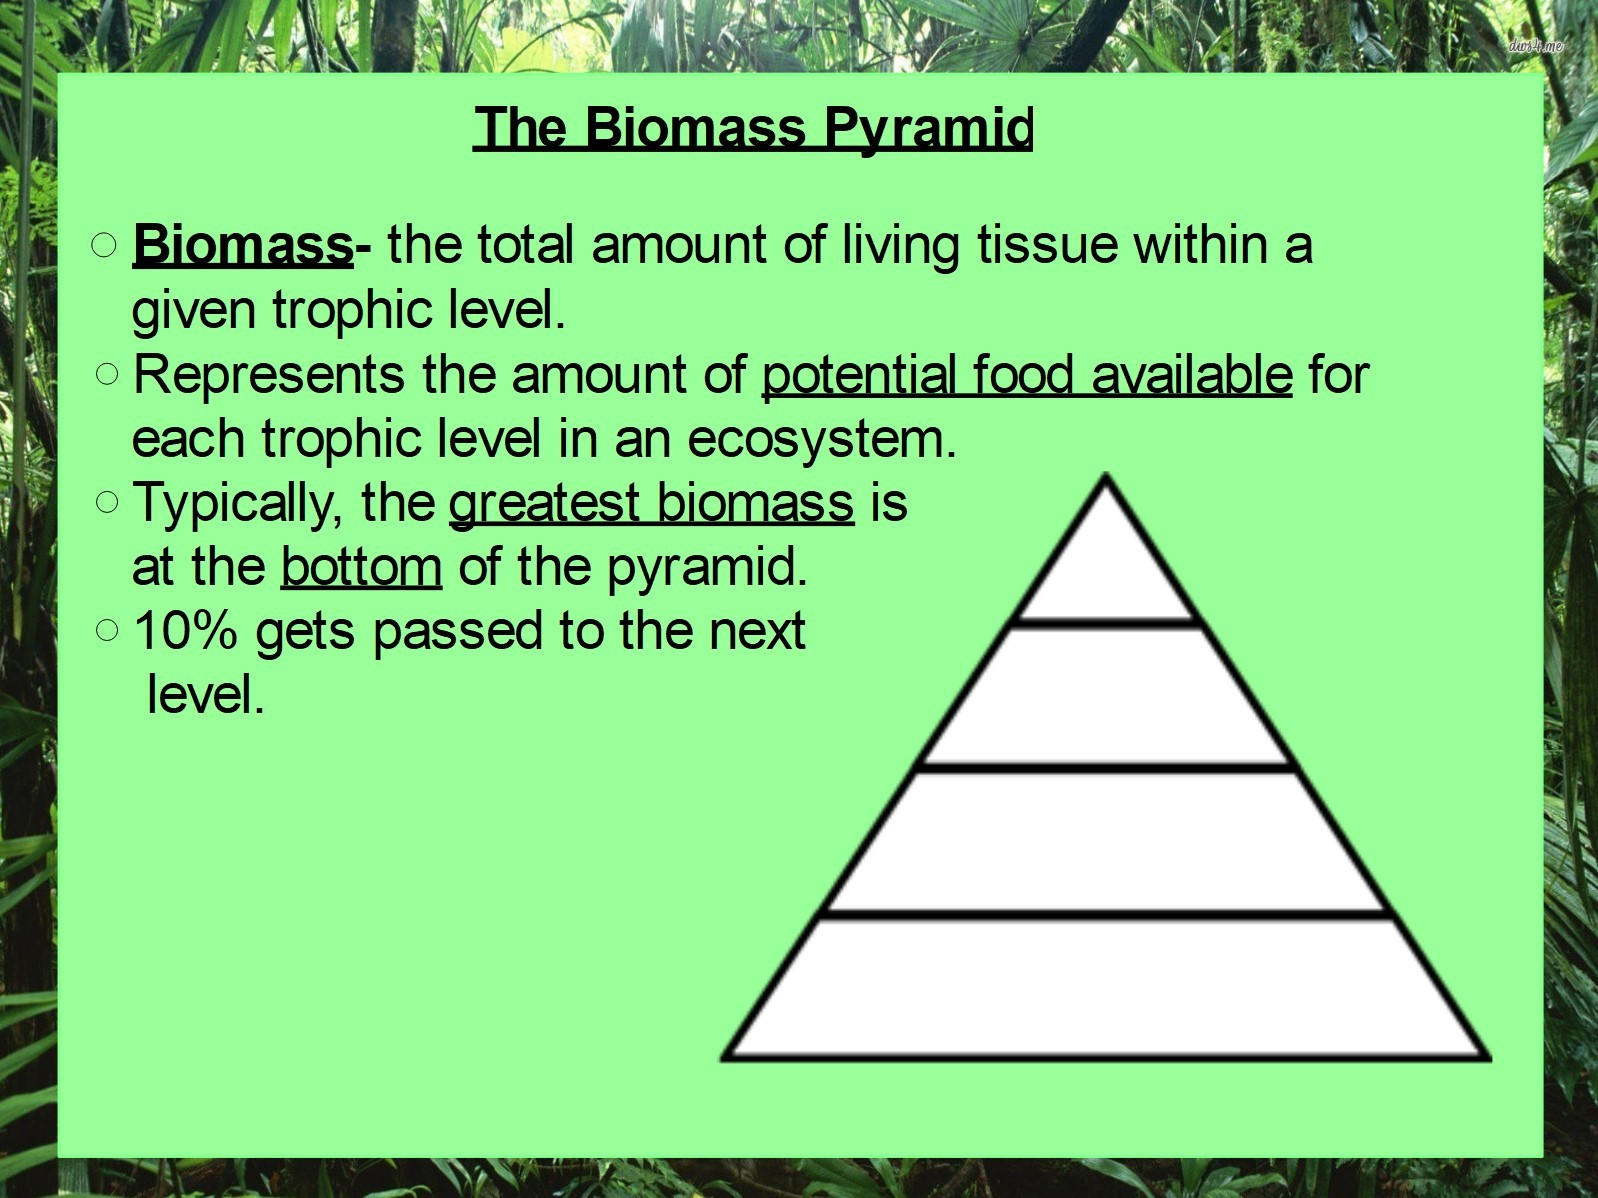 dws4.me
The Biomass Pyramid
Biomass- the total amount of living tissue within a
given trophic level.
Represents the amount of potential food available for
each trophic level in an ecosystem.
Typically, the greatest biomass is
at the bottom of the pyramid.
10% gets passed to the next
level.